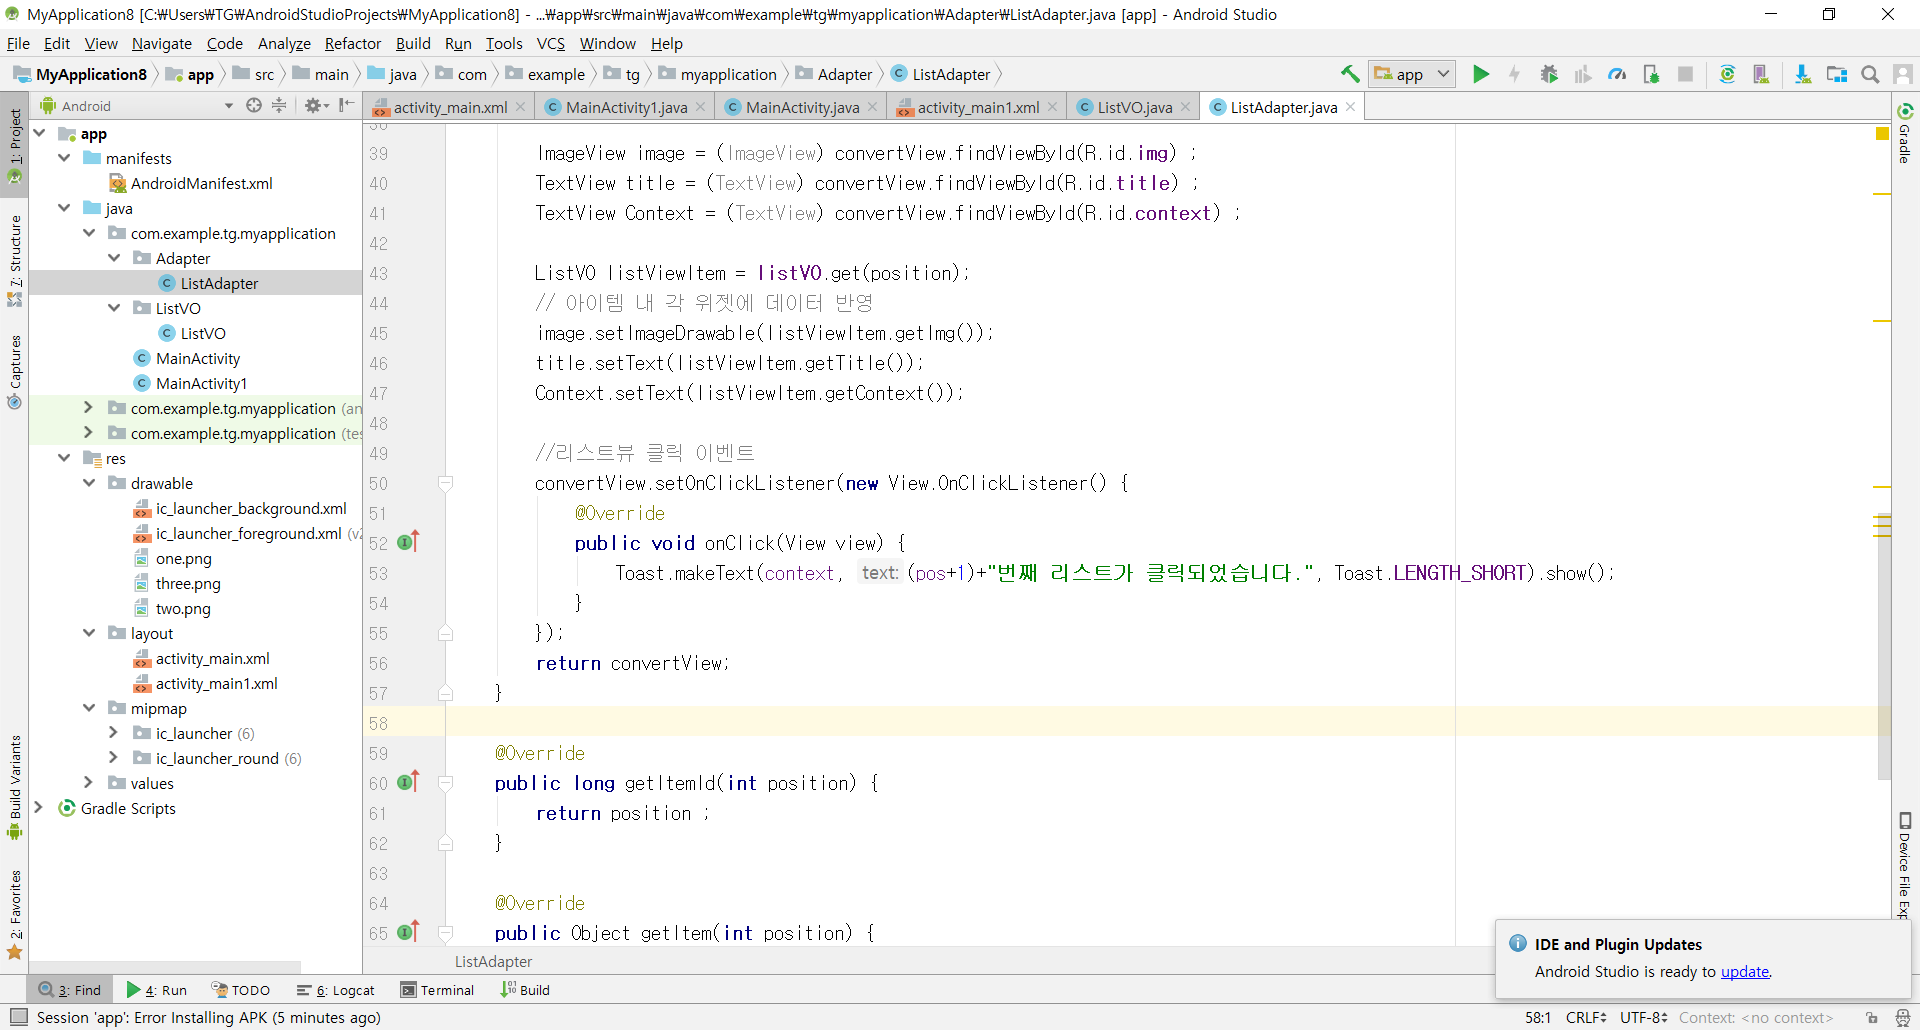 MyApplication8 [C:₩Users₩TG₩AndroidStudioProjects₩MyApplication8] - ...₩app₩src₩main₩java₩com₩example₩tg₩myapplication₩Adapter₩ListAdapter.java [app] - Android Studio
File Edit View Navigate Code Analyze Refactor Build Run Tools VCS Window Help
MyApplication8 app src main java com example tg myapplication Adapter ListAdapter app
Android
activity_main.xml MainActivity1.java MainActivity.java activity_main1.xml ListVO.java ListAdapter.java
1: Project
7: Structure
Captures
Build Variants
2: Favorites
app
manifests
AndroidManifest.xml
java
com.example.tg.myapplication
Adapter
ListAdapter
ListVO
ListVO
MainActivity
MainActivity1
com.example.tg.myapplication (an
com.example.tg.myapplication (tes
res
drawable
ic_launcher_background.xml
ic_launcher_foreground.xml (v2
one.png
three.png
two.png
layout
activity_main.xml
activity_main1.xml
mipmap
ic_launcher (6)
ic_launcher_round (6)
values
Gradle Scripts
39 ImageView image = (ImageView) convertView.findViewById(R.id.img) ;
40 TextView title = (TextView) convertView.findViewById(R.id.title) ;
41 TextView Context = (TextView) convertView.findViewById(R.id.context) ;
42
43 ListVO listViewItem = listVO.get(position);
44 // 아이템 내 각 위젯에 데이터 반영
45 image.setImageDrawable(listViewItem.getImg());
46 title.setText(listViewItem.getTitle());
47 Context.setText(listViewItem.getContext());
48
49 //리스트뷰 클릭 이벤트
50 convertView.setOnClickListener(new View.OnClickListener() {
51 @Override
52 public void onClick(View view) {
53 Toast.makeText(context, text: (pos+1)+"번째 리스트가 클릭되었습니다.", Toast.LENGTH_SHORT).show();
54 }
55 });
56 return convertView;
57 }
58
59 @Override
60 public long getItemId(int position) {
61 return position ;
62 }
63
64 @Override
65 public Object getItem(int position) {
ListAdapter
Gradle
Device File Exp
IDE and Plugin Updates
Android Studio is ready to update.
3: Find 4: Run TODO 6: Logcat Terminal Build
Session 'app': Error Installing APK (5 minutes ago) 58:1 CRLF UTF-8 Context: <no context>